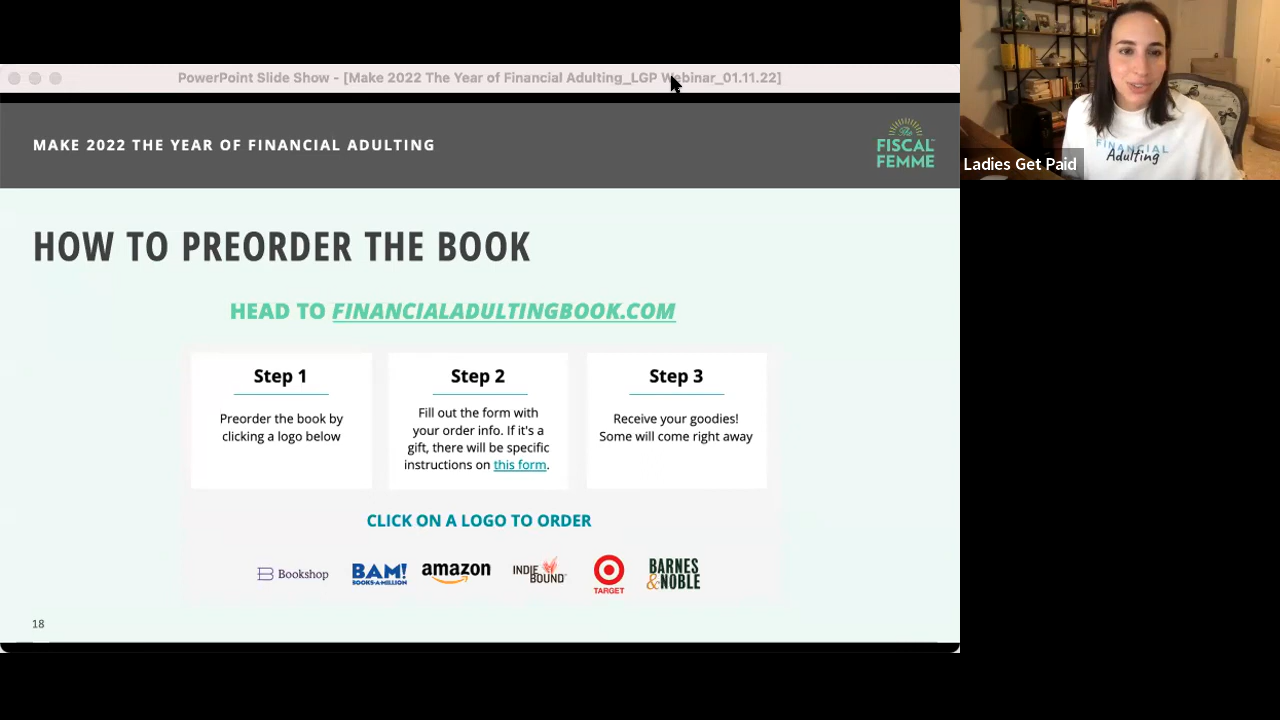 PowerPoint Slide Show - [Make 2022 The Year of Financial Adulting_LGP Webinar_01.11.22]
MAKE 2022 THE YEAR OF FINANCIAL ADULTING
The
FISCAL
FEMME
FINANCIAL
Adulting
Ladies Get Paid
HOW TO PREORDER THE BOOK
HEAD TO FINANCIALADULTINGBOOK.COM
Step 1
Preorder the book by
clicking a logo below
Step 2
Fill out the form with
your order info. If it's a
gift, there will be specific
instructions on this form.
Step 3
Receive your goodies!
Some will come right away
CLICK ON A LOGO TO ORDER
Bookshop
BAM!
BOOKS-A-MILLION
amazon
INDIE
BOUND
TARGET
BARNES
&NOBLE
18